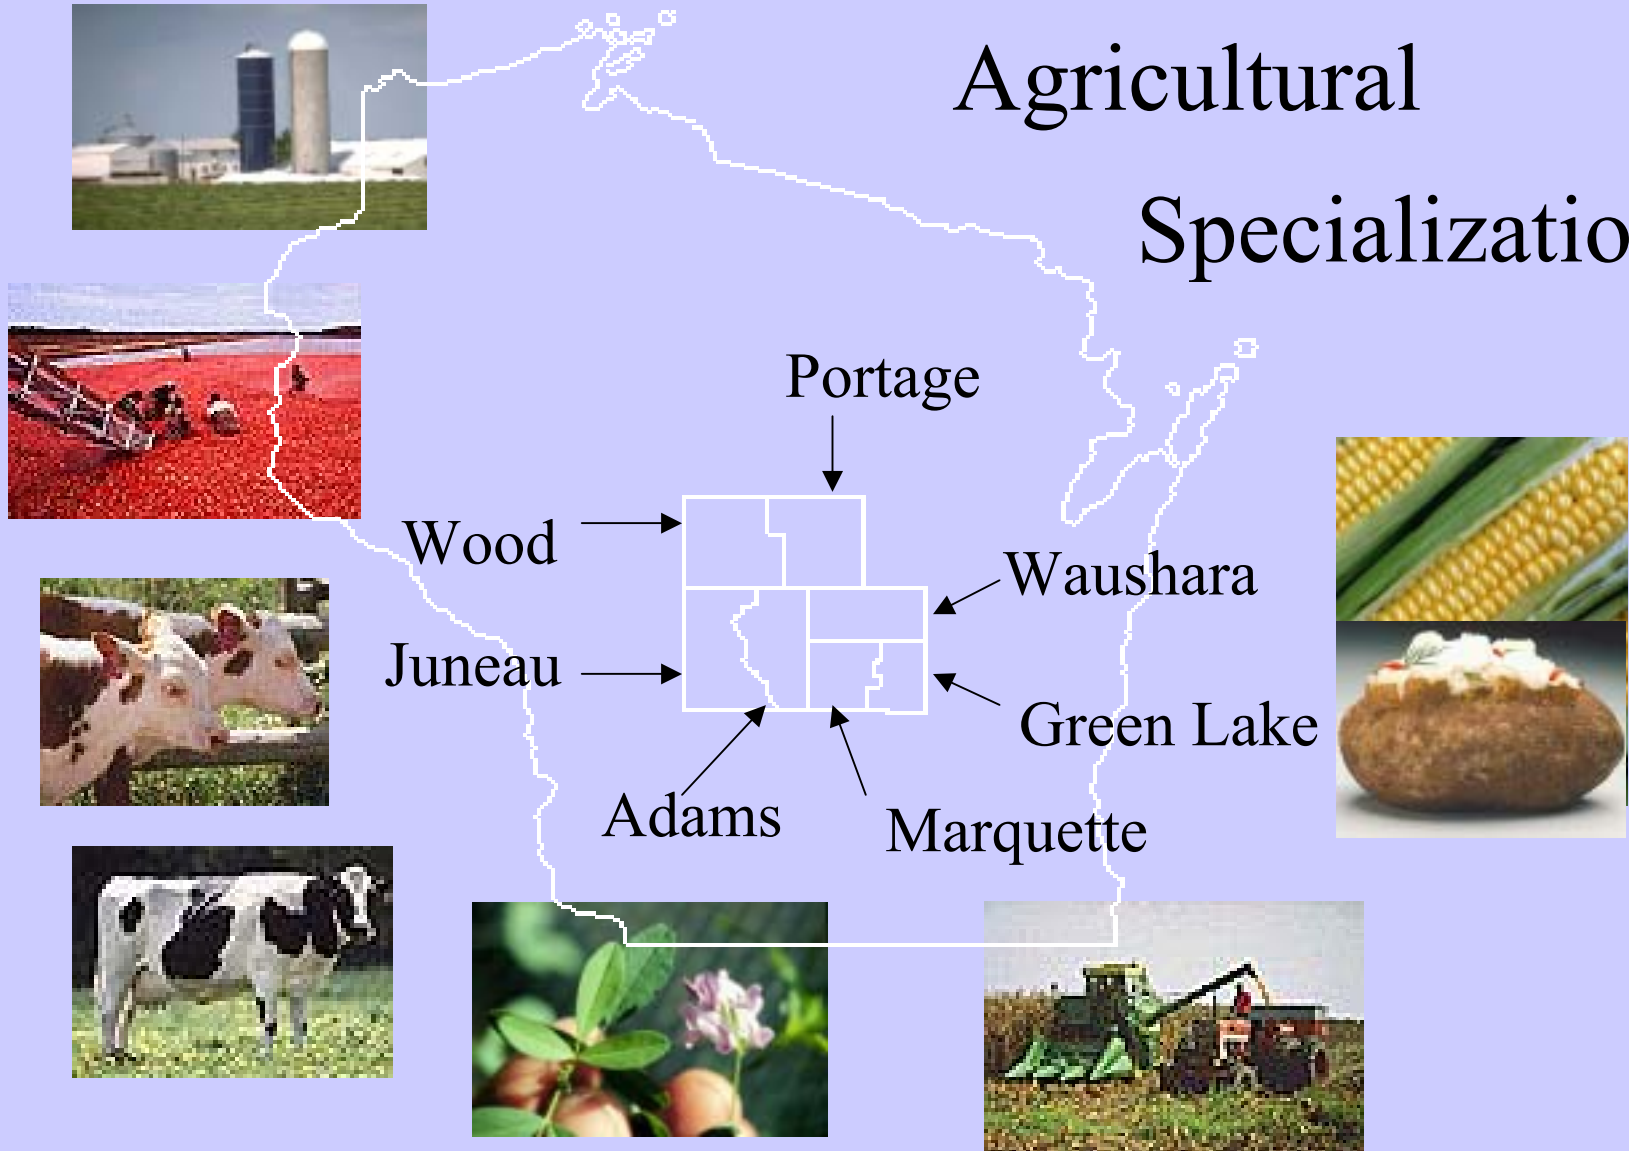 Agricultural
Specializatio
Portage
Wood
Waushara
Juneau
Green Lake
Adams
Marquette